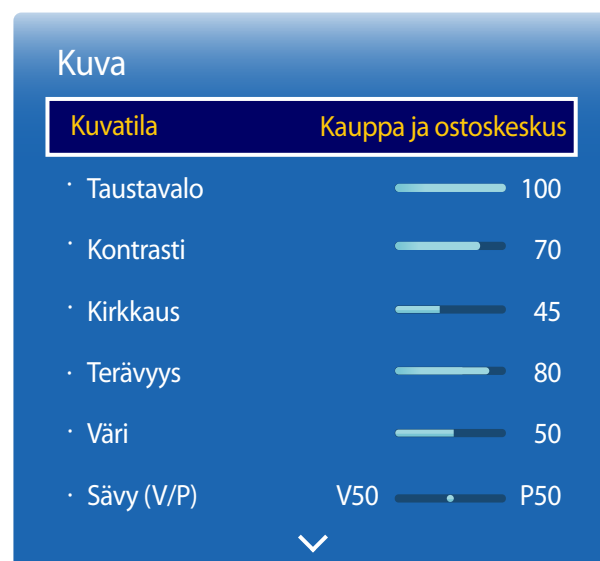 Kuva
Kuvatila Kauppa ja ostoskeskus
· Taustavalo 100
· Kontrasti 70
· Kirkkaus 45
· Terävyys 80
· Väri 50
· Sävy (V/P) V50 P50